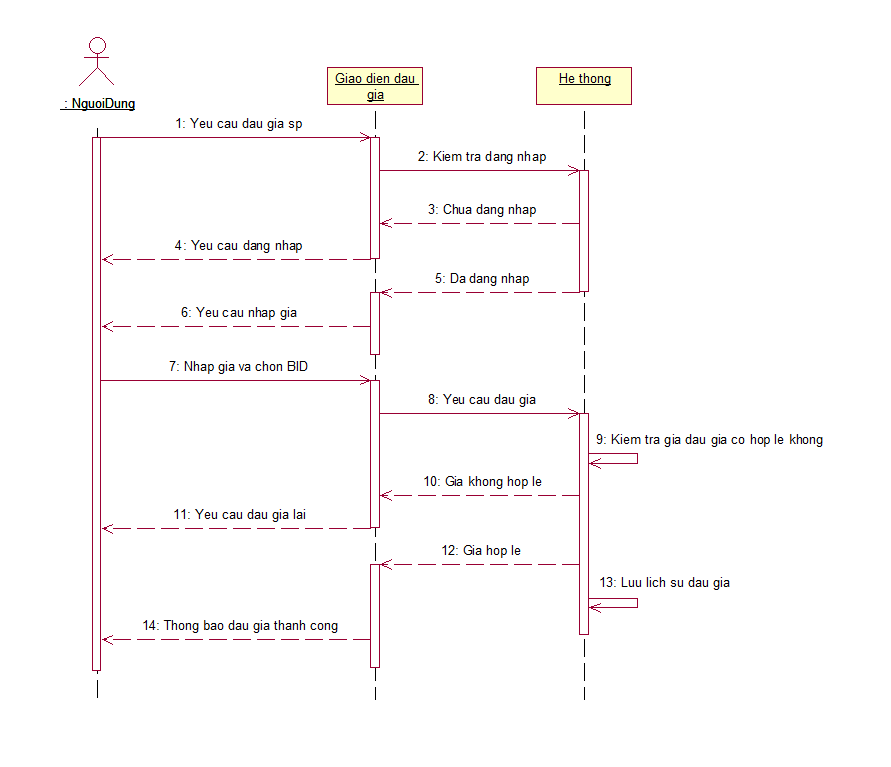 : NguoiDung
Giao dien dau
gia
He thong
1: Yeu cau dau gia sp
2: Kiem tra dang nhap
3: Chua dang nhap
4: Yeu cau dang nhap
5: Da dang nhap
6: Yeu cau nhap gia
7: Nhap gia va chon BID
8: Yeu cau dau gia
9: Kiem tra gia dau gia co hop le khong
10: Gia khong hop le
11: Yeu cau dau gia lai
12: Gia hop le
13: Luu lich su dau gia
14: Thong bao dau gia thanh cong